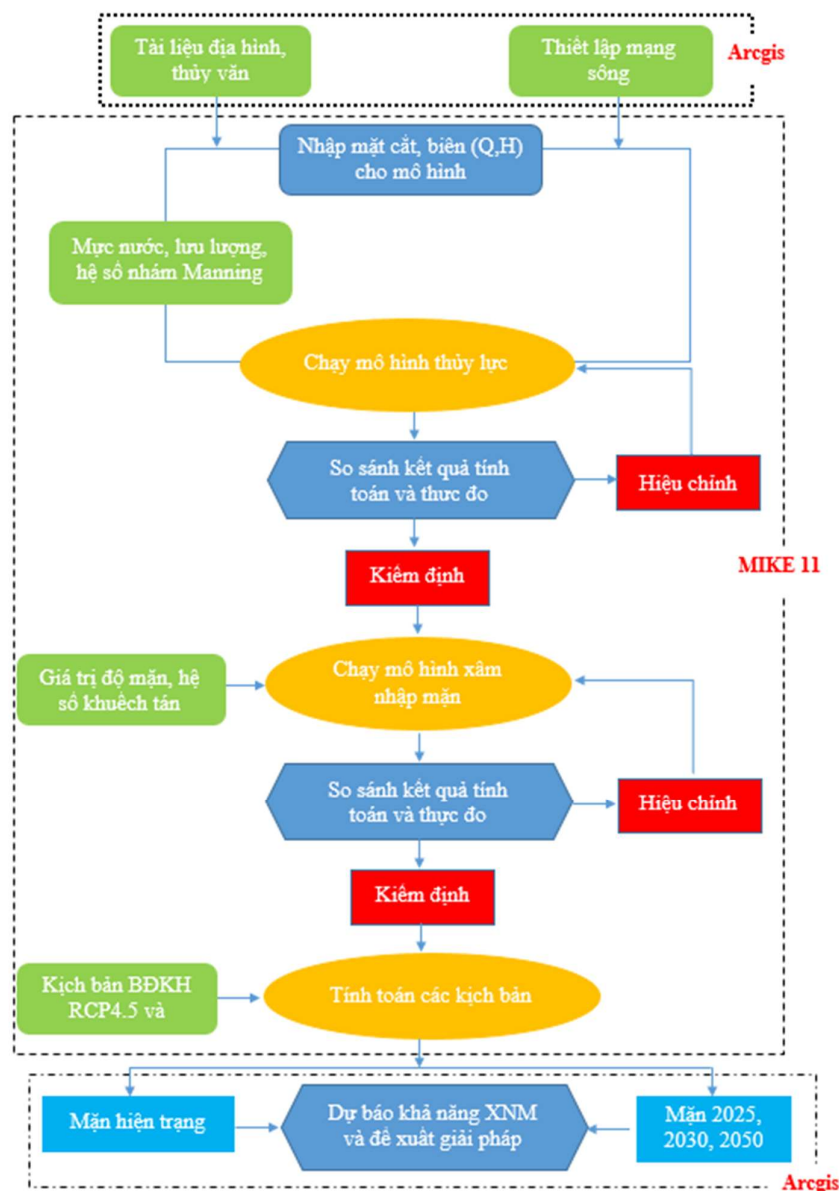 Tài liệu địa hình,
thủy văn
Thiết lập mạng
sông
Arcgis
Nhập mặt cắt, biên (Q,H)
cho mô hình
Mực nước, lưu lượng,
hệ số nhám Manning
Chạy mô hình thủy lực
So sánh kết quả tính
toán và thưc đo
Hiệu chỉnh
MIKE 11
Kiểm định
Giá trị độ mặn, hệ
số khuếch tán
Chạy mô hình xâm
nhập mặn
So sánh kết quả tính
toán và thực đo
Hiệu chỉnh
Kiểm định
Kịch bản BĐKH
RCP4.5 và
Tính toán các kịch bản
Mặn hiện trạng
Dự báo khả năng XNM
và đề xuất giải pháp
Mặn 2025,
2030, 2050
Arcgis